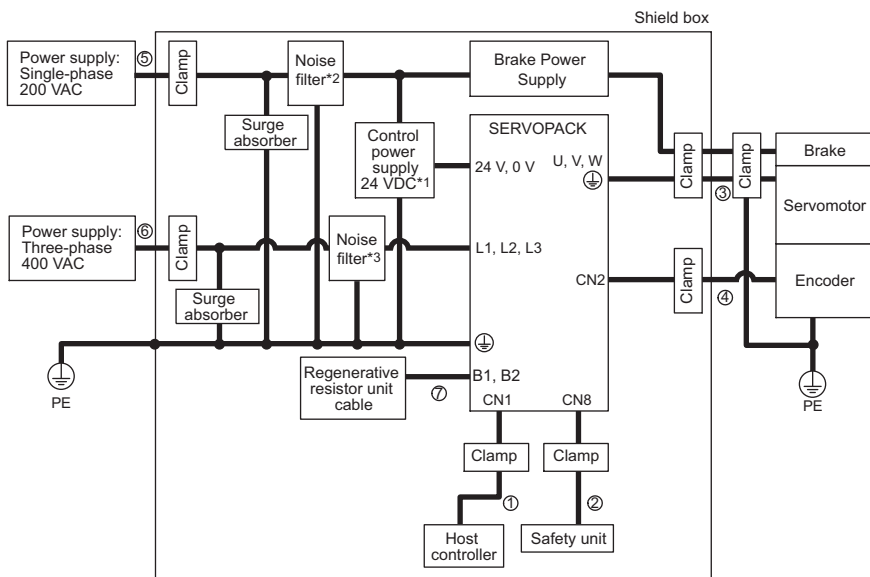 Shield box
Power supply:
Single-phase
200 VAC
⑤
Clamp
Noise
filter*2
Brake Power
Supply
Surge
absorber
Control
power
supply
24 VDC*1
SERVOPACK
24 V, 0 V
U, V, W
Clamp
③
Clamp
Brake
Servomotor
Power supply:
Three-phase
400 VAC
⑥
Clamp
Noise
filter*3
L1, L2, L3
Surge
absorber
CN2
Clamp
④
Encoder
PE
Regenerative
resistor unit
cable
⑦
B1, B2
CN1
CN8
PE
Clamp
Clamp
①
②
Host
controller
Safety unit